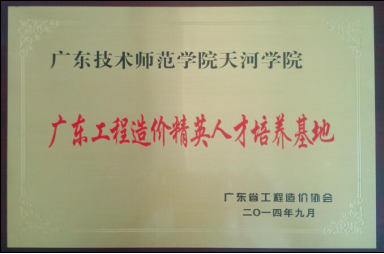 广东技术师范学院天河学院
广东工程造价精英人才培养基地
广东省工程造价协会
二〇一四年九月